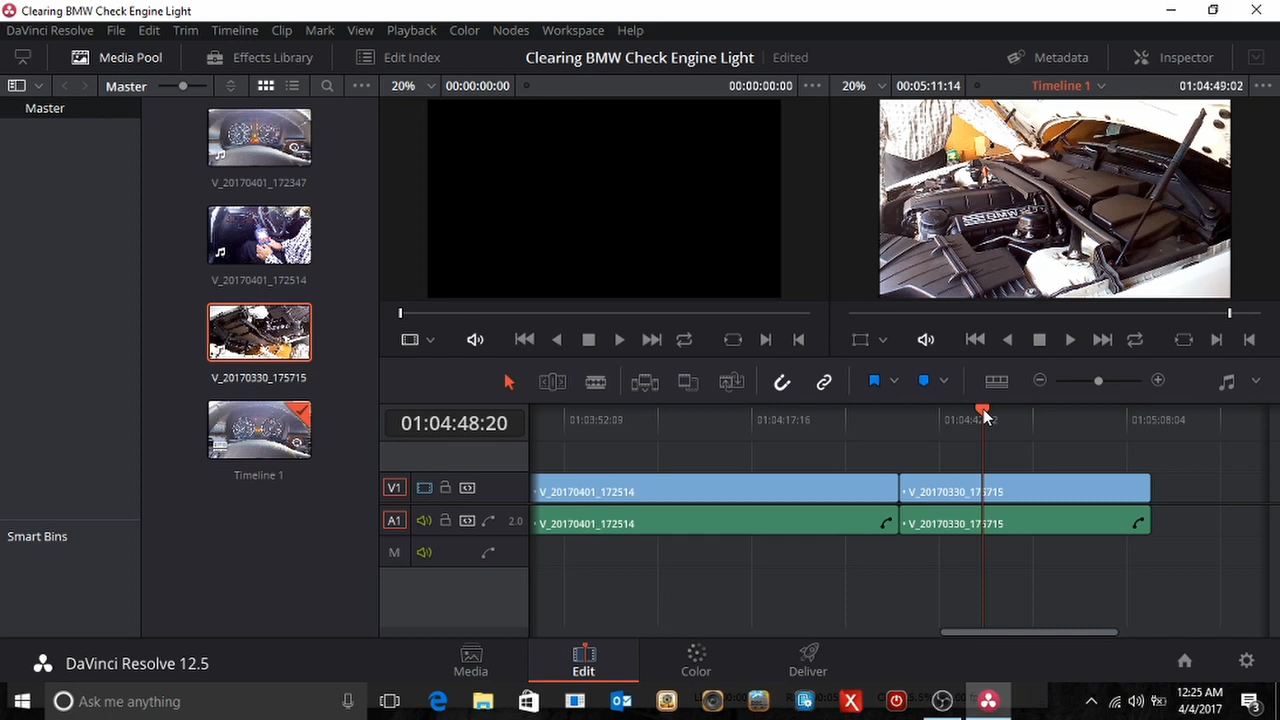 Clearing BMW Check Engine Light
DaVinci Resolve File Edit Trim Timeline Clip Mark View Playback Color Nodes Workspace Help
Media Pool Effects Library Edit Index Clearing BMW Check Engine Light Edited Metadata Inspector
Master 20% 00:00:00:00 00:00:00:00 20% 00:05:11:14 Timeline 1 01:04:49:02
Master
V_20170401_172347
BMW
V_20170401_172514
V_20170330_175715
01:04:48:20 01:03:52:09 01:04:17:16 01:05:08:04
Timeline 1
V1 V_20170401_172514 V_20170330_175715
A1 2.0 V_20170401_172514 V_20170330_175715
Smart Bins
M
DaVinci Resolve 12.5 Media Edit Color Deliver
Ask me anything
12:25 AM
4/4/2017
3